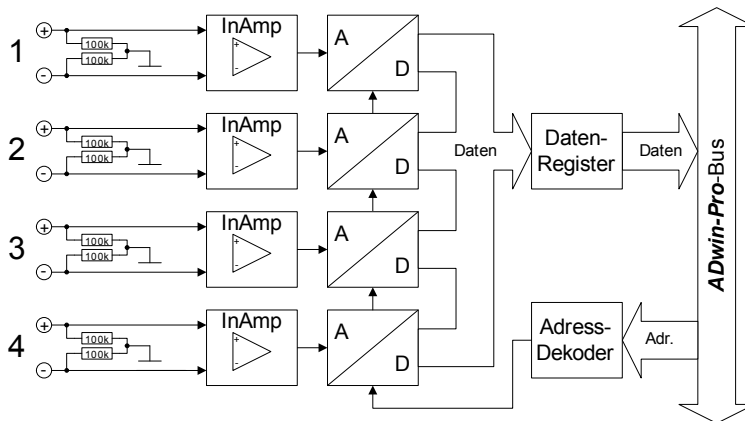 1
+
-
100k
100k
InAmp
+
-
A
D
2
+
-
100k
100k
InAmp
+
-
A
D
3
+
-
100k
100k
InAmp
+
-
A
D
4
+
-
100k
100k
InAmp
+
-
A
D
Daten
Daten-
Register
Daten
Adress-
Dekoder
Adr.
ADwin-Pro-Bus